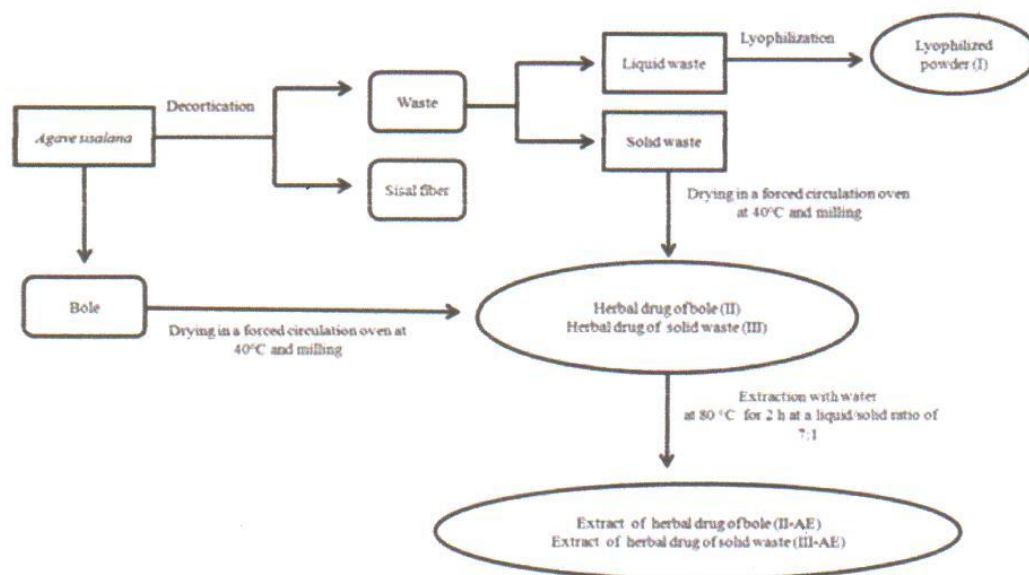 Lyophilization
Lyophilized
powder (I)
Liquid waste
Decortication
Waste
Agave sisalana
Solid waste
Sisal fiber
Drying in a forced circulation oven
at 40°C and milling
Bole
Herbal drug of bole (II)
Herbal drug of solid waste (III)
Drying in a forced circulation oven at
40°C and milling
Extraction with water
at 80 °C for 2 h at a liquid/solid ratio of
7:1
Extract of herbal drug of bole (II-AE)
Extract of herbal drug of solid waste (III-AE)